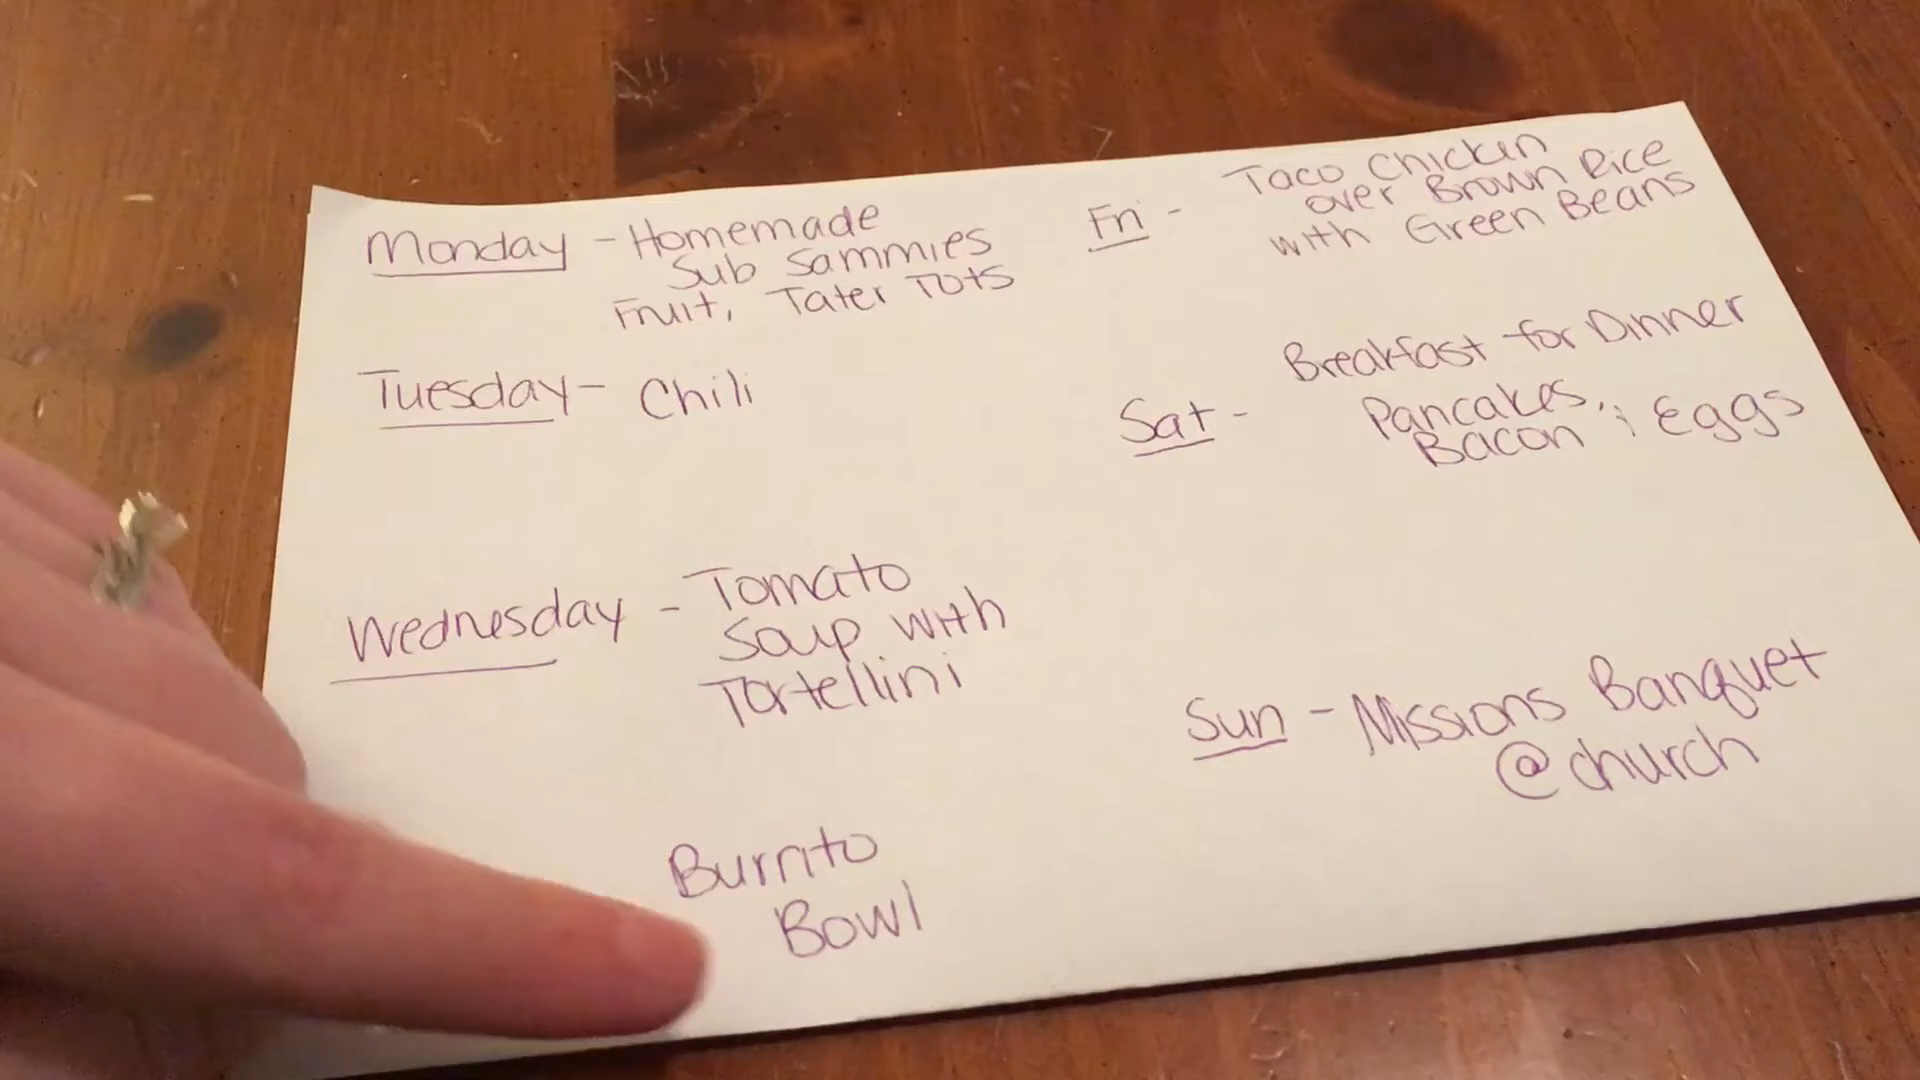 Monday - Homemade
Sub Sammies
Fruit, Tater Tots
Tuesday - Chili
Wednesday - Tomato
Soup with
Tortellini
Burrito
Bowl
Fri - Taco Chicken
over Brown Rice
with Green Beans
Breakfast for Dinner
Sat - Pancakes,
Bacon & Eggs
Sun - Missions Banquet
@ church